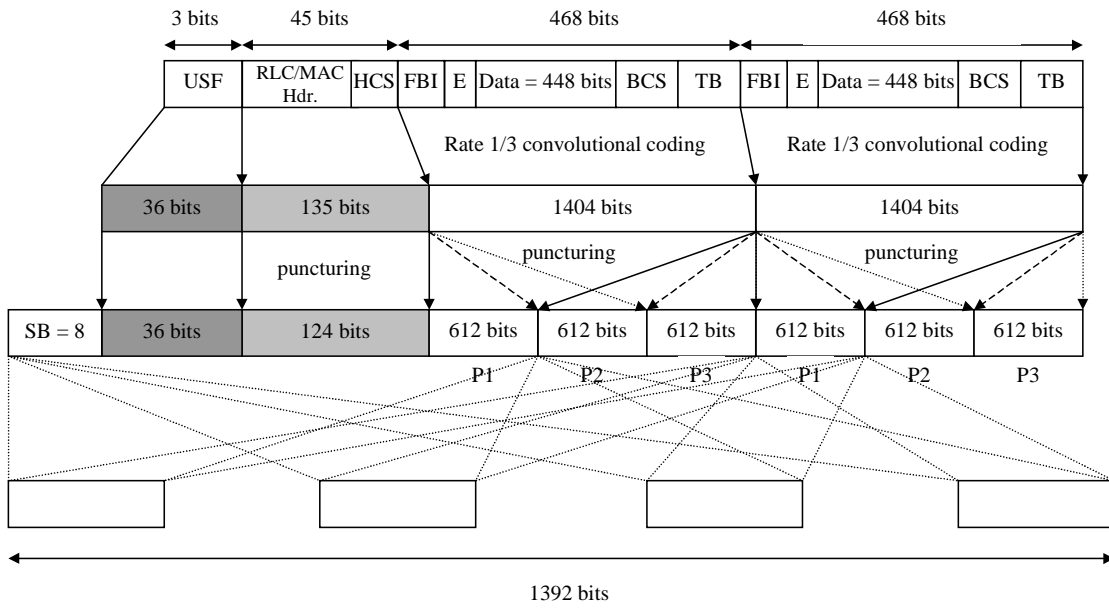 3 bits 45 bits 468 bits 468 bits
USF RLC/MAC Hdr. HCS FBI E Data = 448 bits BCS TB FBI E Data = 448 bits BCS TB
Rate 1/3 convolutional coding Rate 1/3 convolutional coding
36 bits 135 bits 1404 bits 1404 bits
puncturing puncturing puncturing
SB = 8 36 bits 124 bits 612 bits 612 bits 612 bits 612 bits 612 bits 612 bits
P1 P2 P3 P1 P2 P3
1392 bits